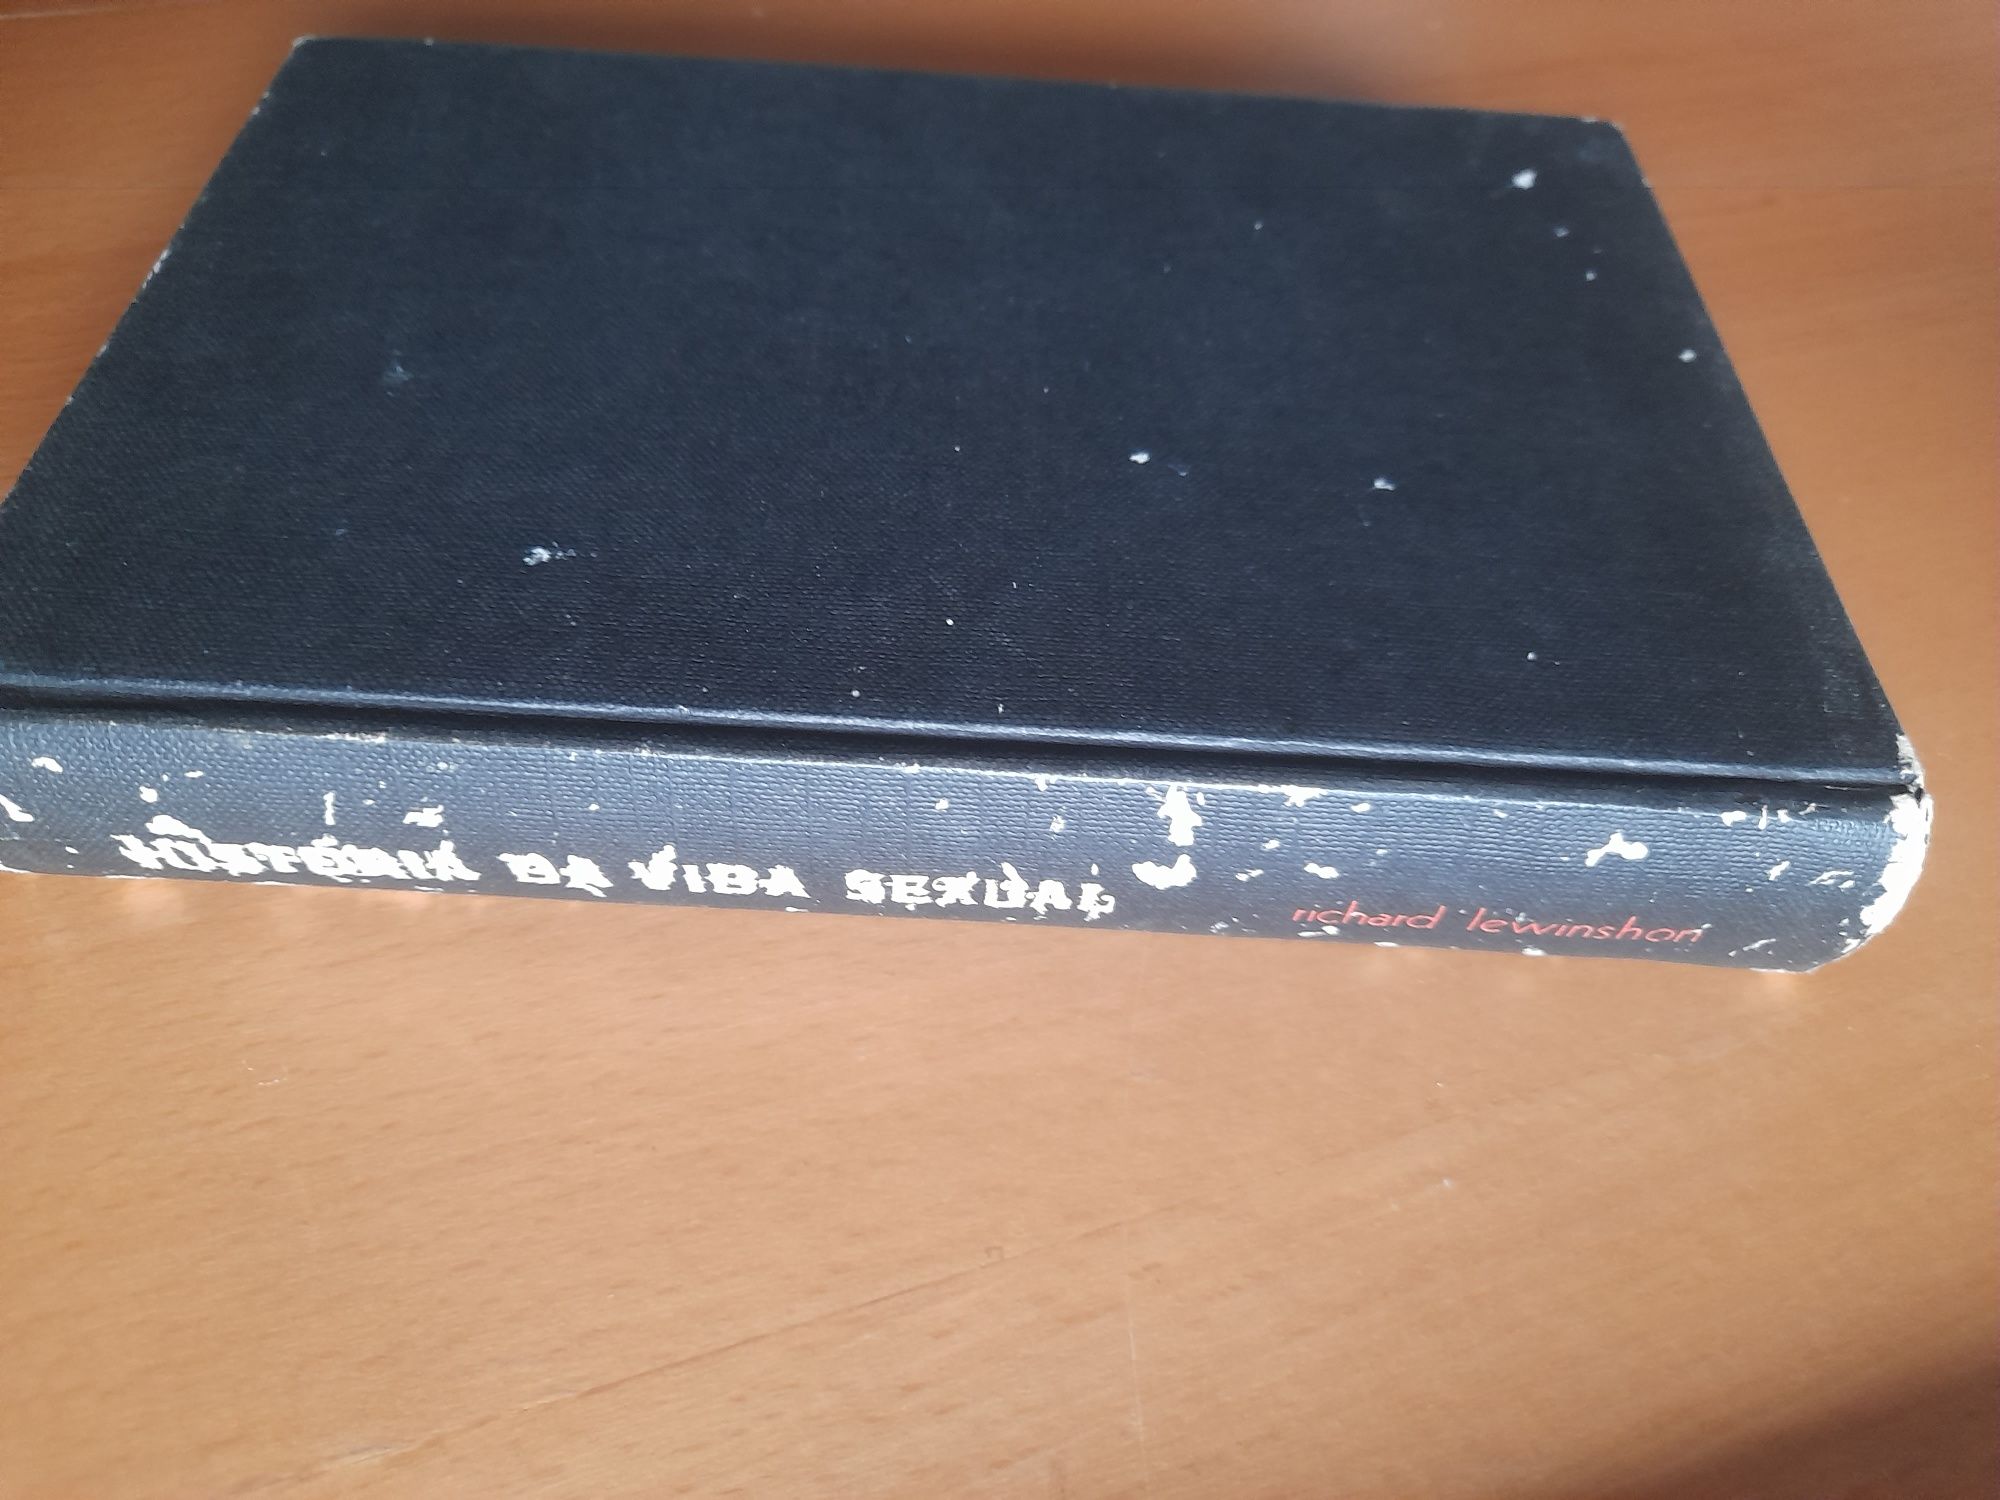 HISTÓRIA DA VIDA SEXUAL
richard lewinshon